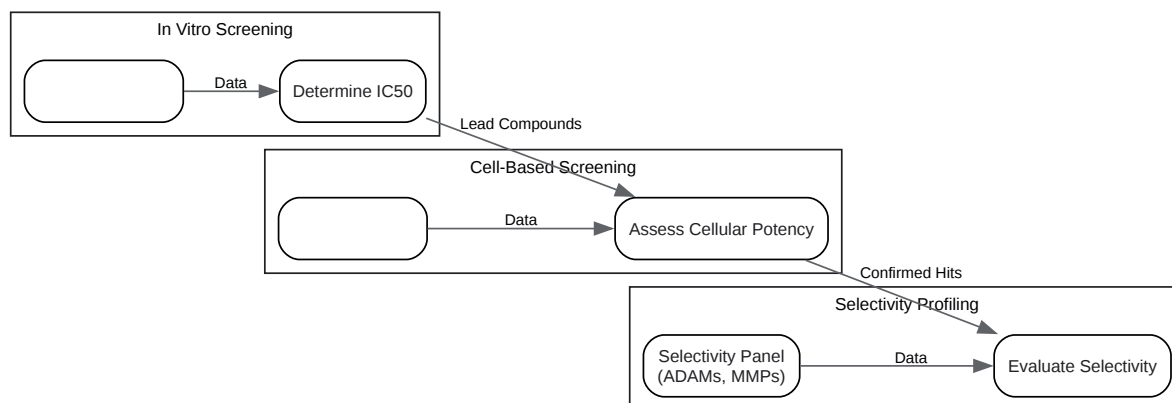 In Vitro Screening
Data
Determine IC50
Lead Compounds
Cell-Based Screening
Data
Assess Cellular Potency
Confirmed Hits
Selectivity Profiling
Selectivity Panel
(ADAMs, MMPs)
Data
Evaluate Selectivity